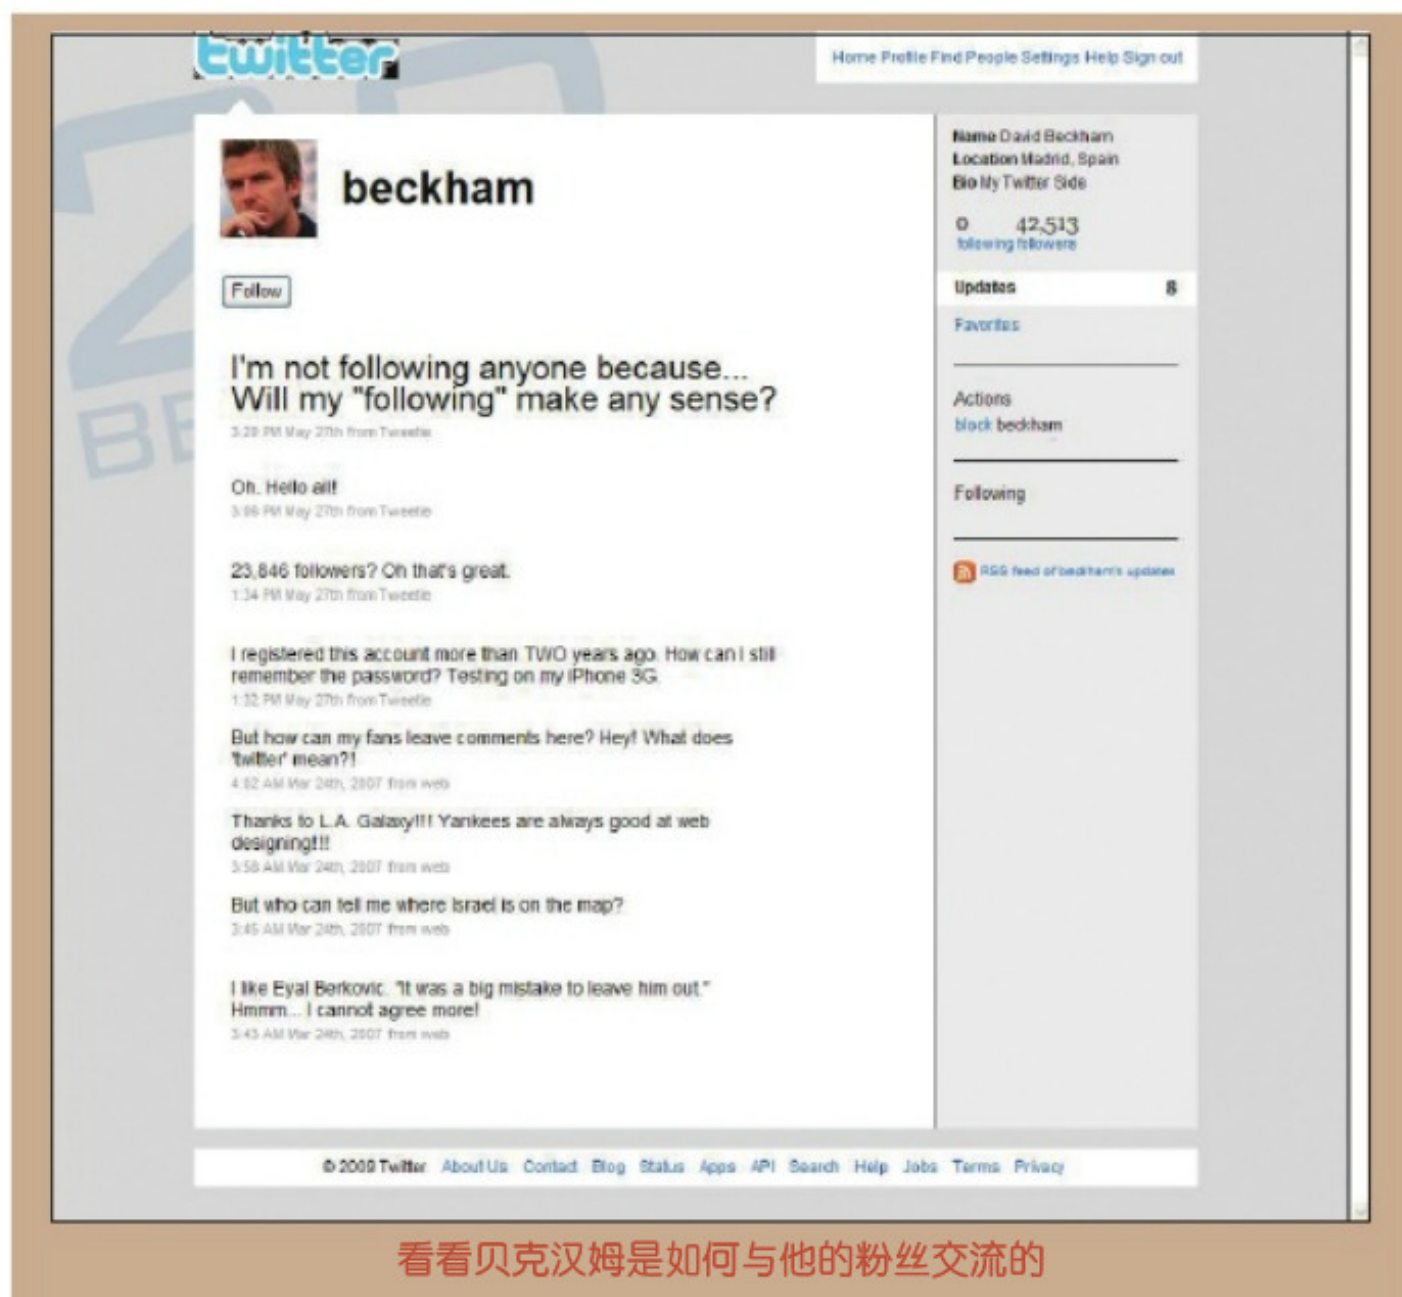 twitter
Home Profile Find People Settings Help Sign out
beckham
Follow
I'm not following anyone because...
Will my "following" make any sense?
3:29 PM May 27th from Tweetie
Oh. Hello all!
3:06 PM May 27th from Tweetie
23,846 followers? Oh that's great.
1:34 PM May 27th from Tweetie
I registered this account more than TWO years ago. How can I still
remember the password? Testing on my iPhone 3G.
1:32 PM May 27th from Tweetie
But how can my fans leave comments here? Hey! What does
'twitter' mean?!
4:02 AM Mar 24th, 2007 from web
Thanks to L.A. Galaxy!!! Yankees are always good at web
designing!!!
3:58 AM Mar 24th, 2007 from web
But who can tell me where Israel is on the map?
3:45 AM Mar 24th, 2007 from web
I like Eyal Berkovic. "It was a big mistake to leave him out."
Hmmm... I cannot agree more!
3:43 AM Mar 24th, 2007 from web
Name David Beckham
Location Madrid, Spain
Bio My Twitter Side
0 42,513
following followers
Updates 8
Favorites
Actions
block beckham
Following
RSS feed of beckham's updates
© 2009 Twitter About Us Contact Blog Status Apps API Search Help Jobs Terms Privacy
看看贝克汉姆是如何与他的粉丝交流的